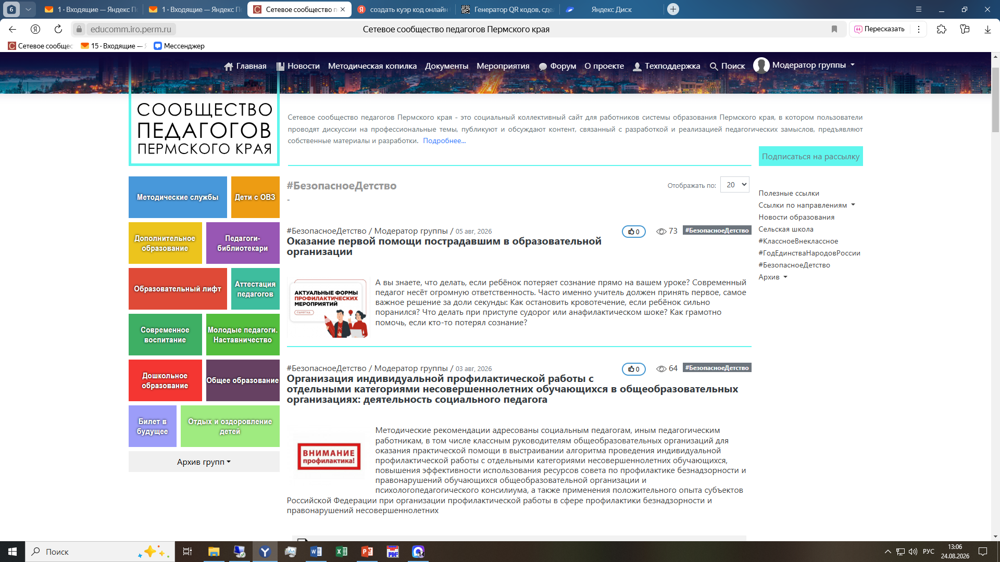 6
1 · Входящие — Яндекс П
1 · Входящие — Яндекс П
Сетевое сообщество п
создать куэр код онлайн
Генератор QR кодов, сде
Яндекс Диск
educomm.iro.perm.ru
Сетевое сообщество педагогов Пермского края
Пересказать
Сетевое сообщес
15 · Входящие —
Мессенджер
Главная
Новости
Методическая копилка
Документы
Мероприятия
Форум
О проекте
Техподдержка
Поиск
Модератор группы
СООБЩЕСТВО
ПЕДАГОГОВ
ПЕРМСКОГО КРАЯ
Сетевое сообщество педагогов Пермского края - это социальный коллективный сайт для работников системы образования Пермского края, в котором пользователи
проводят дискуссии на профессиональные темы, публикуют и обсуждают контент, связанный с разработкой и реализацией педагогических замыслов, предъявляют
собственные материалы и разработки. Подробнее...
Подписаться на рассылку
Методические службы
Дети с ОВЗ
Дополнительное
образование
Педагоги-
библиотекари
Образовательный лифт
Аттестация
педагогов
Современное
воспитание
Молодые педагоги.
Наставничество
Дошкольное
образование
Общее образование
Билет в
будущее
Отдых и оздоровление
детей
Архив групп
#БезопасноеДетство
Отображать по: 20
-
#БезопасноеДетство / Модератор группы / 05 авг, 2026
0
73
#БезопасноеДетство
Оказание первой помощи пострадавшим в образовательной
организации
АКТУАЛЬНЫЕ ФОРМЫ
ПРОФИЛАКТИЧЕСКИХ
МЕРОПРИЯТИЙ
ПАМЯТКА
А вы знаете, что делать, если ребёнок потеряет сознание прямо на вашем уроке? Современный
педагог несёт огромную ответственность. Часто именно учитель должен принять первое, самое
важное решение за доли секунды: Как остановить кровотечение, если ребёнок сильно
поранился? Что делать при приступе судорог или анафилактическом шоке? Как грамотно
помочь, если кто-то потерял сознание?
#БезопасноеДетство / Модератор группы / 03 авг, 2026
0
64
#БезопасноеДетство
Организация индивидуальной профилактической работы с
отдельными категориями несовершеннолетних обучающихся в общеобразовательных
организациях: деятельность социального педагога
ВНИМАНИЕ
профилактика!
Методические рекомендации адресованы социальным педагогам, иным педагогическим
работникам, в том числе классным руководителям общеобразовательных организаций для
оказания практической помощи в выстраивании алгоритма проведения индивидуальной
профилактической работы с отдельными категориями несовершеннолетних обучающихся,
повышения эффективности использования ресурсов совета по профилактике безнадзорности и
правонарушений обучающихся общеобразовательной организации и
психологопедагогического консилиума, а также применения положительного опыта субъектов
Российской Федерации при организации профилактической работы в сфере профилактики безнадзорности и
правонарушений несовершеннолетних
Полезные ссылки
Ссылки по направлениям
Новости образования
Сельская школа
#КлассноеВнеклассное
#ГодЕдинстваНародовРоссии
#БезопасноеДетство
Архив
Поиск
14
РУС
13:06
24.08.2026